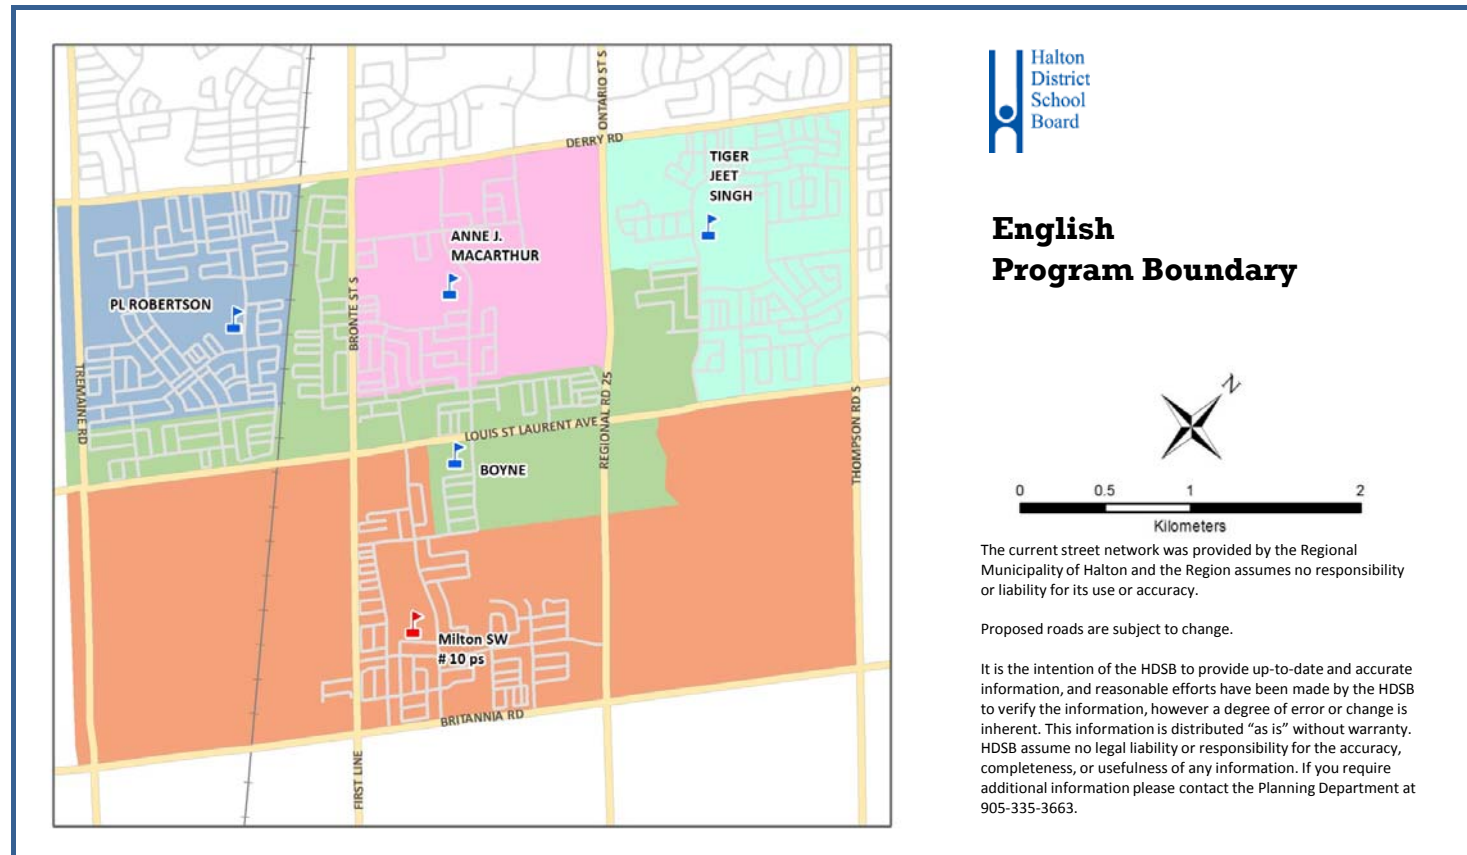 ONTARIO ST S
DERRY RD
TIGER
JEET
SINGH
ANNE J.
MACARTHUR
PL ROBERTSON
BRONTE ST S
TREMAINE RD
REGIONAL RD 25
THOMPSON RD S
LOUIS ST LAURENT AVE
BOYNE
Milton SW
# 10 ps
BRITANNIA RD
FIRST LINE
Halton
District
School
Board
English
Program Boundary
N
0 0.5 1 2
Kilometers
The current street network was provided by the Regional
Municipality of Halton and the Region assumes no responsibility
or liability for its use or accuracy.
Proposed roads are subject to change.
It is the intention of the HDSB to provide up-to-date and accurate
information, and reasonable efforts have been made by the HDSB
to verify the information, however a degree of error or change is
inherent. This information is distributed “as is” without warranty.
HDSB assume no legal liability or responsibility for the accuracy,
completeness, or usefulness of any information. If you require
additional information please contact the Planning Department at
905-335-3663.